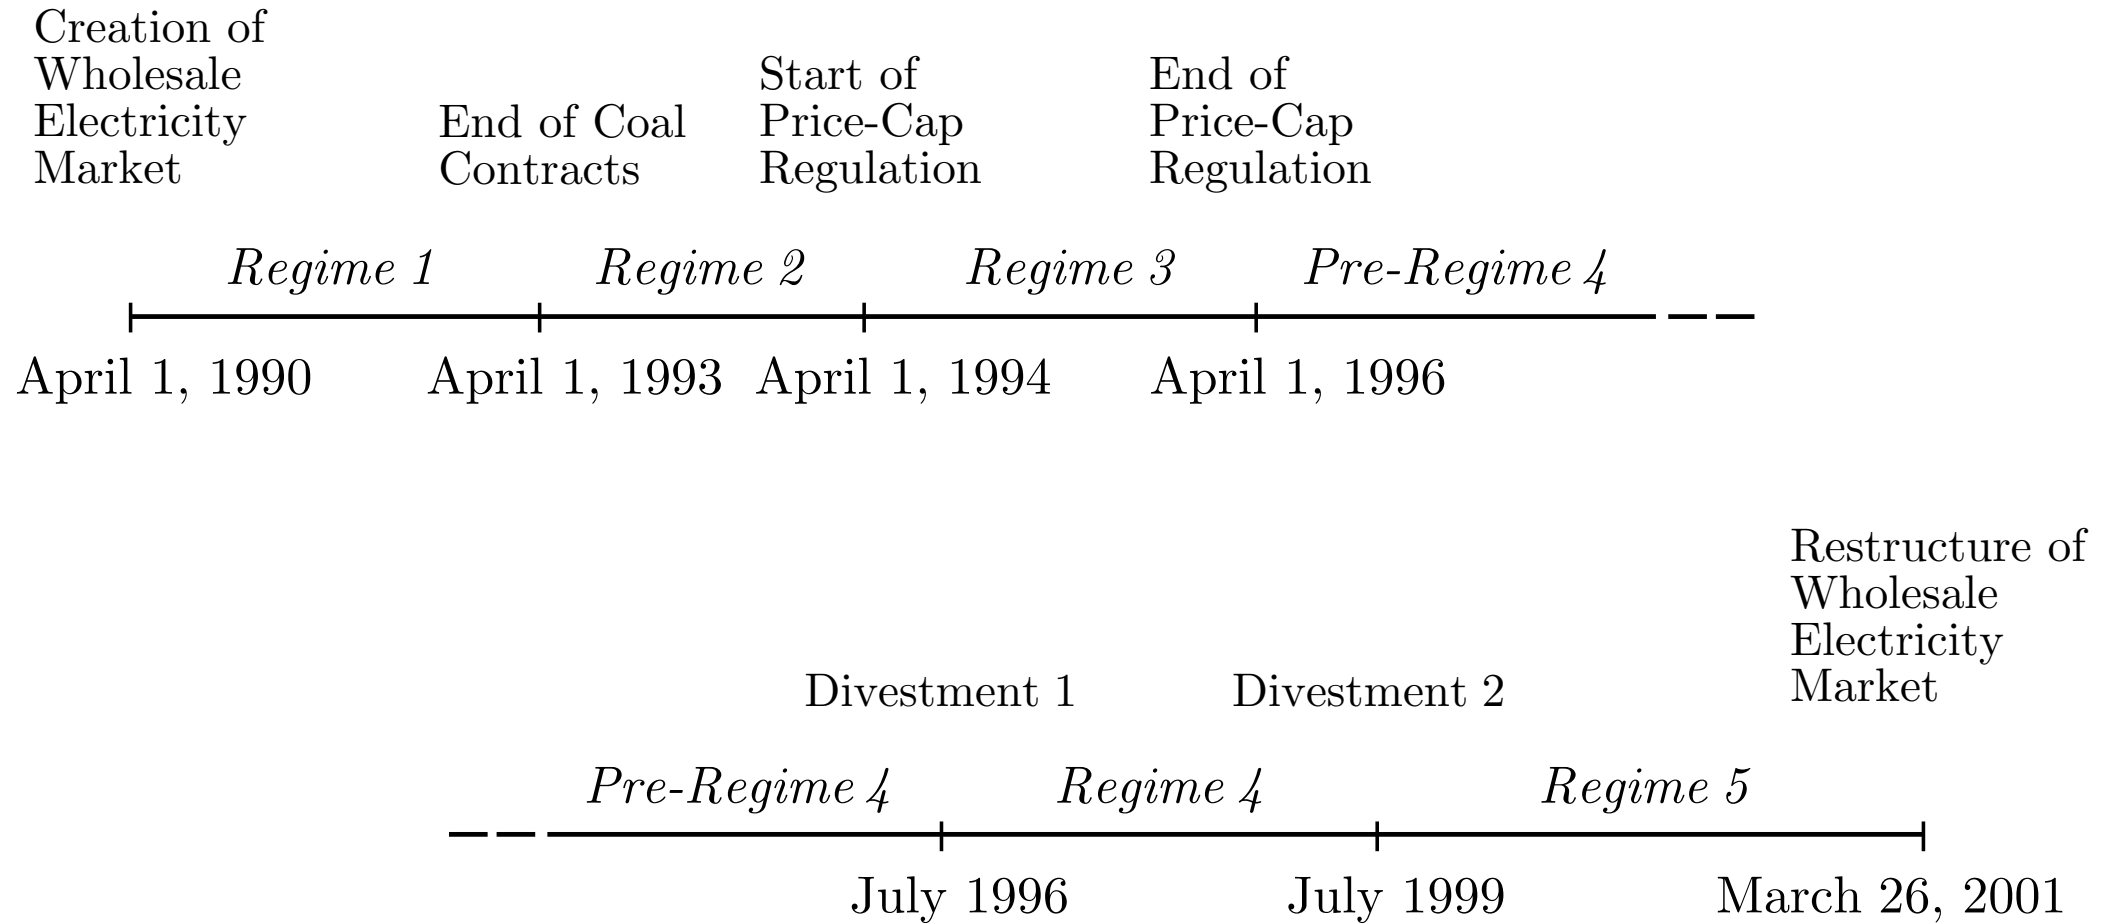 Creation of
Wholesale
Electricity
Market
End of Coal
Contracts
Start of
Price-Cap
Regulation
End of
Price-Cap
Regulation
Regime 1
Regime 2
Regime 3
Pre-Regime 4
April 1, 1990
April 1, 1993
April 1, 1994
April 1, 1996
Restructure of
Wholesale
Electricity
Market
Divestment 1
Divestment 2
Pre-Regime 4
Regime 4
Regime 5
July 1996
July 1999
March 26, 2001